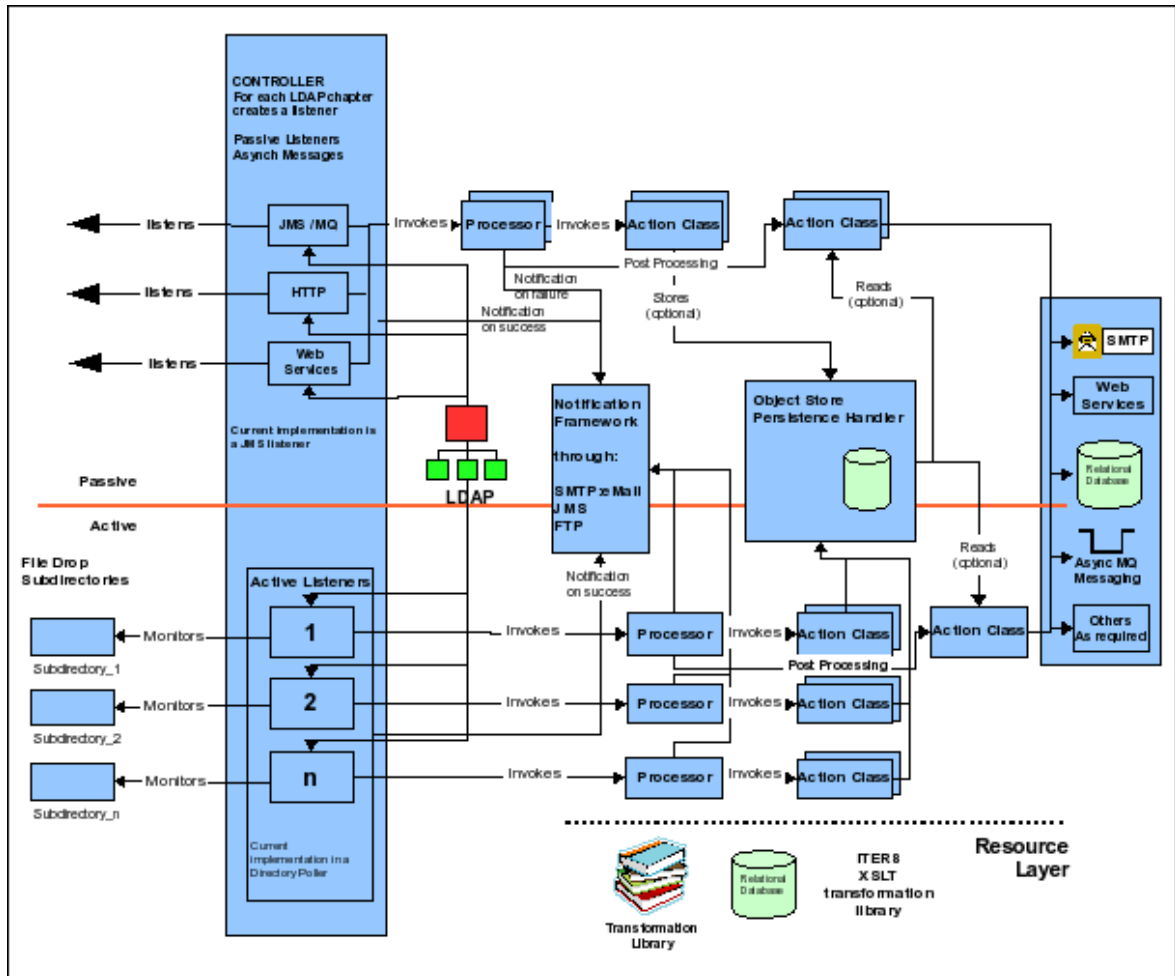 CONTROLLER
For each LDAP chapter
creates a listener
Passive Listeners
Asynch Messages
listens
JMS /MQ
Invokes
Processor
Invokes
Action Class
Action Class
Post Processing
Notification
on failure
Stores
(optional)
Reads
(optional)
listens
HTTP
Notification
on success
listens
Web
Services
SMTP
Web
Services
Relational
Database
Async MQ
Messaging
Others
As required
Current implementation is
a JMS listener
LDAP
Notification
Framework
through:
SMTP:eMail
JMS
FTP
Object Store
Persistence Handler
Passive
Active
Reads
(optional)
Notification
on success
File Drop
Subdirectories
Active Listeners
Monitors
1
Invokes
Processor
Invokes
Action Class
Action Class
Subdirectory_1
Post Processing
Monitors
2
Invokes
Processor
Invokes
Action Class
Subdirectory_2
Monitors
n
Invokes
Processor
Invokes
Action Class
Subdirectory_n
Current
implementation in a
Directory Poller
Transformation
Library
Relational
Database
ITER8
XSLT
transformation
library
Resource
Layer